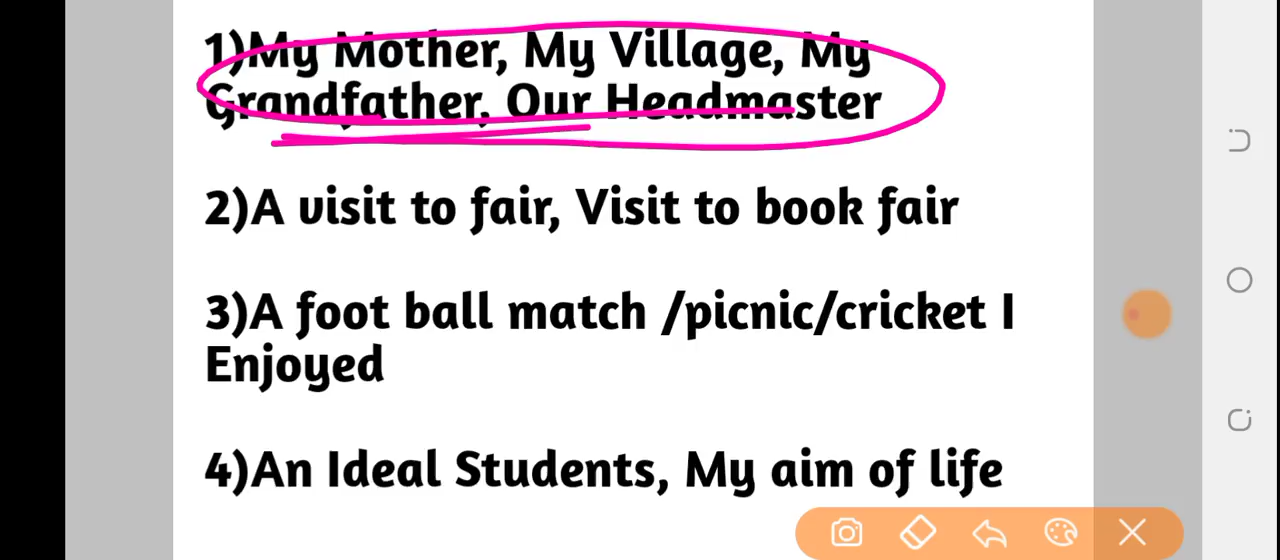 1)My Mother, My Village, My
Grandfather, Our Headmaster
2)A visit to fair, Visit to book fair
3)A foot ball match /picnic/cricket I
Enjoyed
4)An Ideal Students, My aim of life